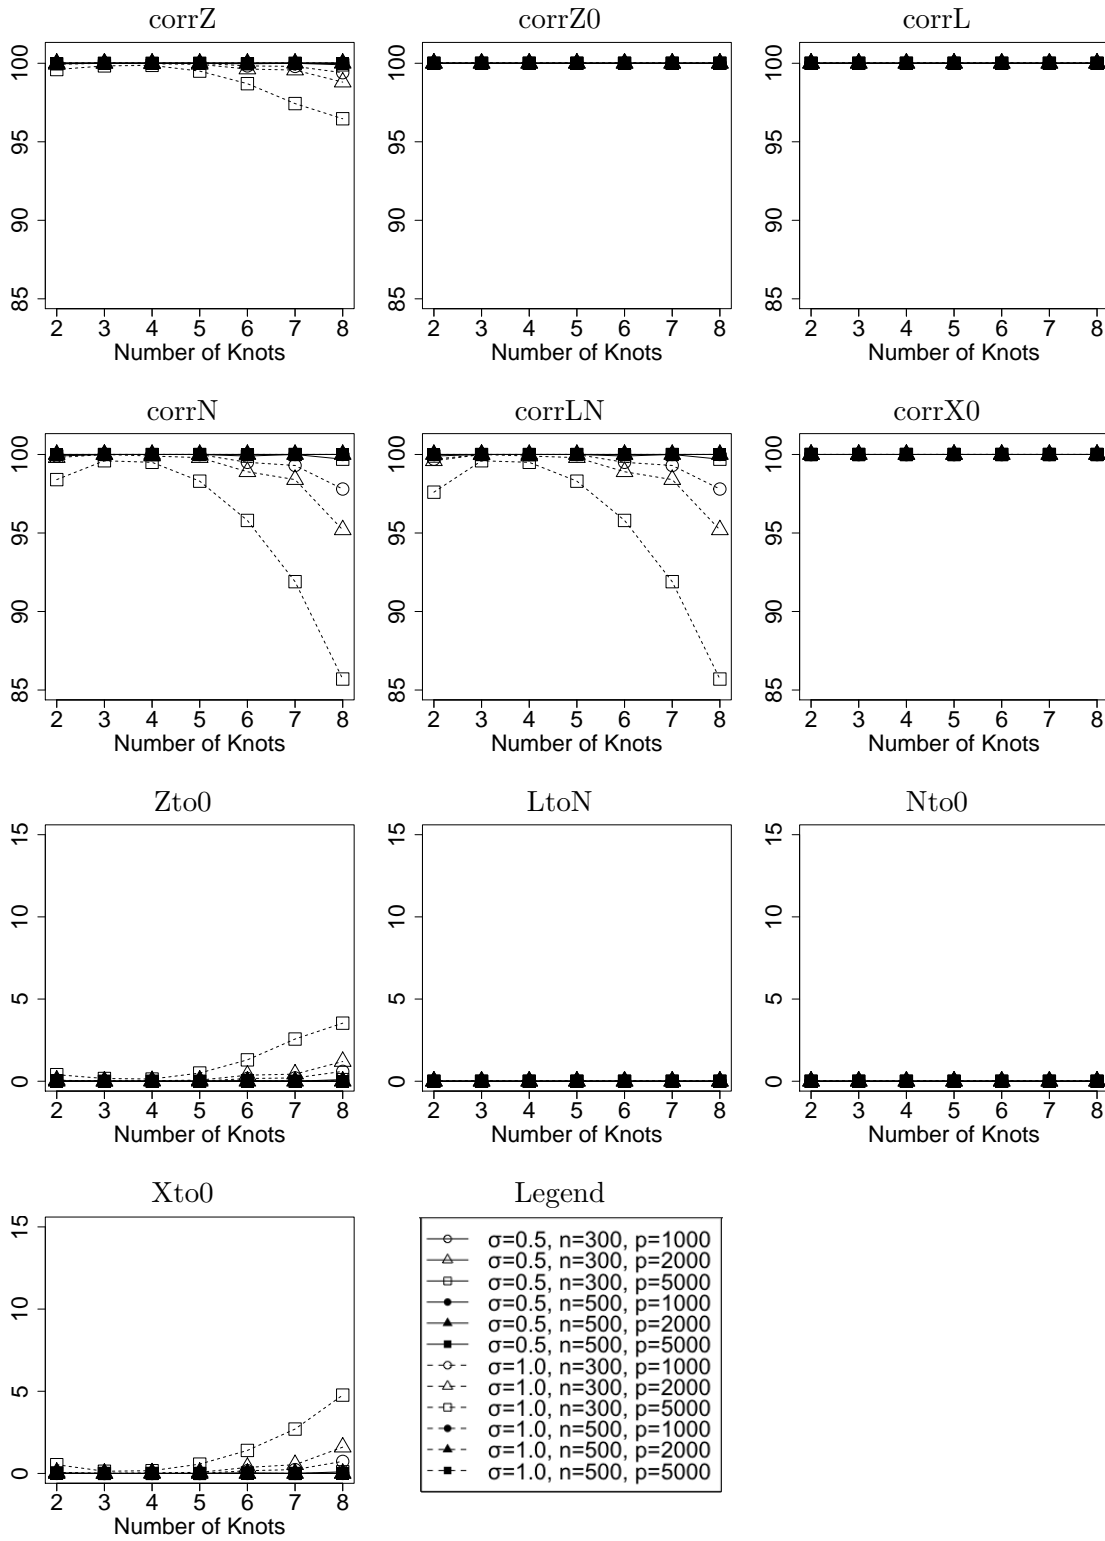 corrZ corrZ0 corrL
100 100 100
95 95 95
90 90 90
85 85 85
2 3 4 5 6 7 8 2 3 4 5 6 7 8 2 3 4 5 6 7 8
Number of Knots Number of Knots Number of Knots
corrN corrLN corrX0
100 100 100
95 95 95
90 90 90
85 85 85
2 3 4 5 6 7 8 2 3 4 5 6 7 8 2 3 4 5 6 7 8
Number of Knots Number of Knots Number of Knots
Zto0 LtoN Nto0
15 15 15
10 10 10
5 5 5
0 0 0
2 3 4 5 6 7 8 2 3 4 5 6 7 8 2 3 4 5 6 7 8
Number of Knots Number of Knots Number of Knots
Xto0
15
10
5
0
2 3 4 5 6 7 8
Number of Knots
Legend
σ=0.5, n=300, p=1000
σ=0.5, n=300, p=2000
σ=0.5, n=300, p=5000
σ=0.5, n=500, p=1000
σ=0.5, n=500, p=2000
σ=0.5, n=500, p=5000
σ=1.0, n=300, p=1000
σ=1.0, n=300, p=2000
σ=1.0, n=300, p=5000
σ=1.0, n=500, p=1000
σ=1.0, n=500, p=2000
σ=1.0, n=500, p=5000